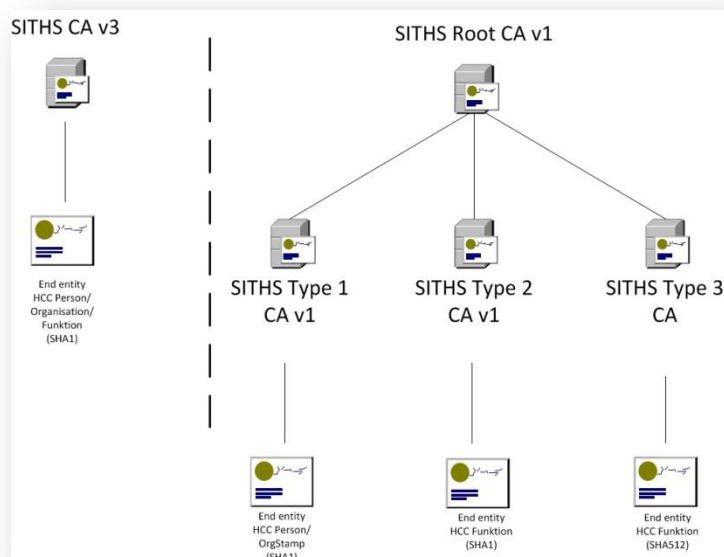 SITHS CA v3
End entity
HCC Person/
Organisation/
Funktion
(SHA1)
SITHS Root CA v1
SITHS Type 1
CA v1
SITHS Type 2
CA v1
SITHS Type 3
CA
End entity
HCC Person/
OrgStamp
(SHA1)
End entity
HCC Funktion
(SHA1)
End entity
HCC Funktion
(SHA512)